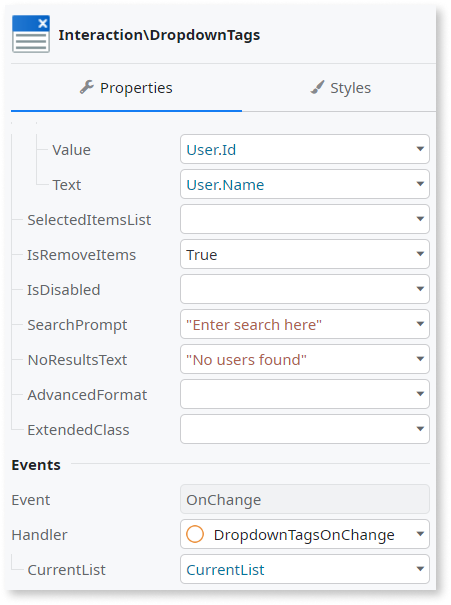 Interaction\DropdownTags
Properties Styles
Value User.Id
Text User.Name
SelectedItemsList
IsRemoveItems True
IsDisabled
SearchPrompt "Enter search here"
NoResultsText "No users found"
AdvancedFormat
ExtendedClass
Events
Event OnChange
Handler DropdownTagsOnChange
CurrentList CurrentList